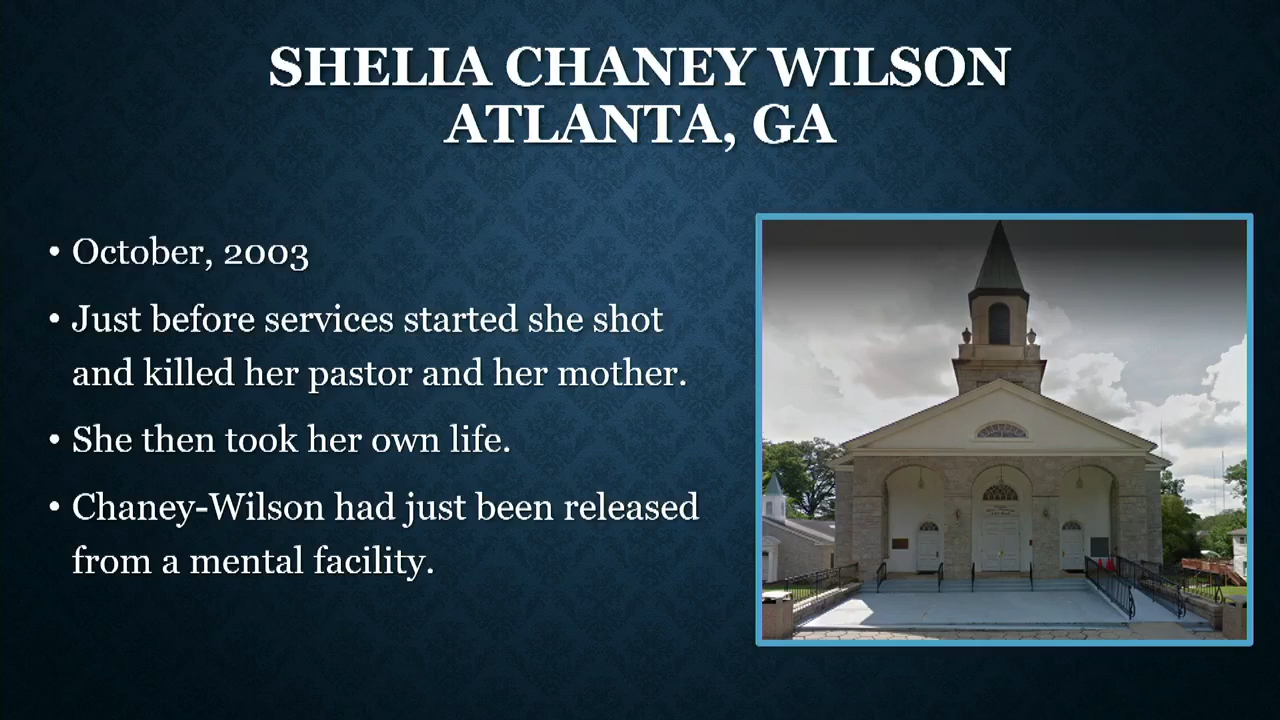 SHELIA CHANEY WILSON
ATLANTA, GA
• October, 2003
• Just before services started she shot
and killed her pastor and her mother.
• She then took her own life.
• Chaney-Wilson had just been released
from a mental facility.